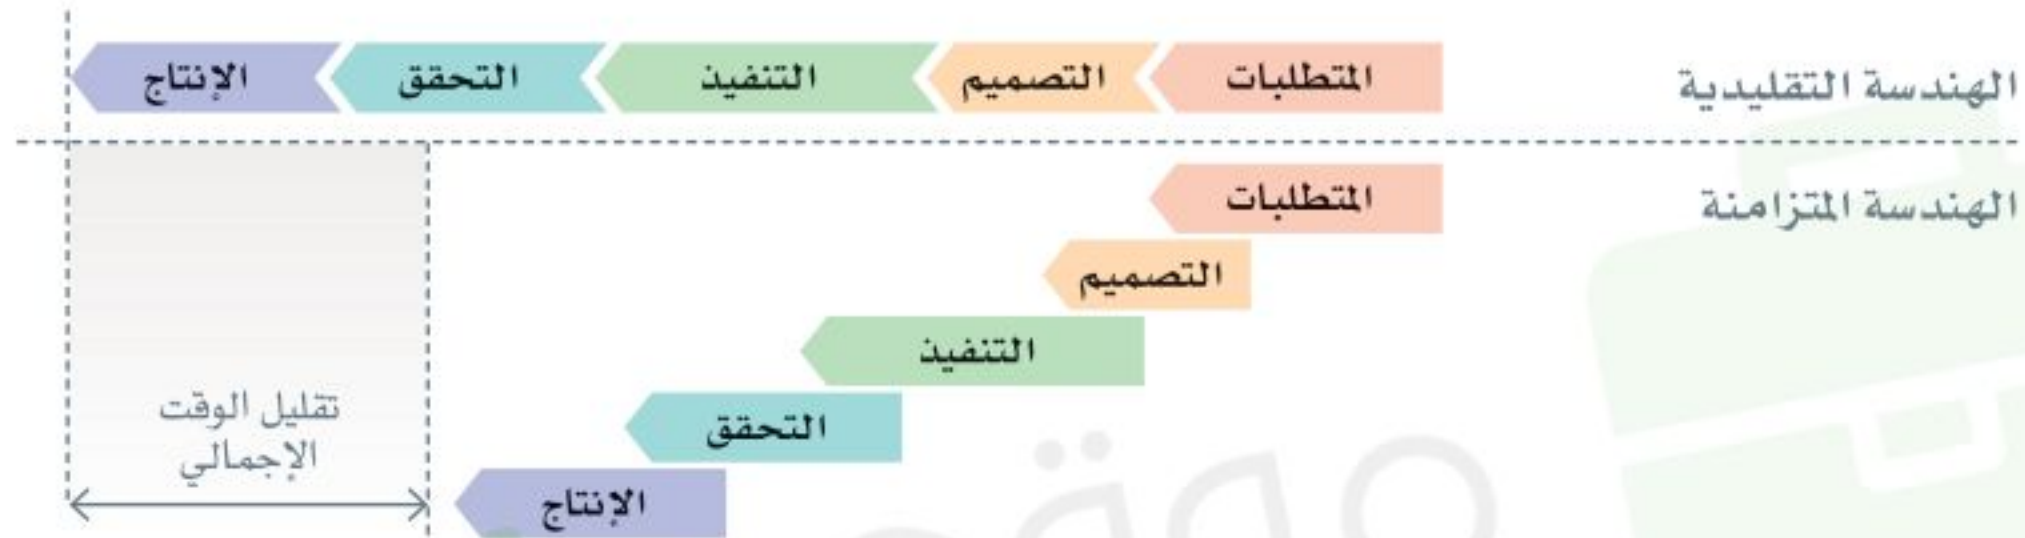 الهندسة التقليدية
المتطلبات التصميم التنفيذ التحقق الإنتاج
الهندسة المتزامنة
المتطلبات
التصميم
التنفيذ
التحقق
الإنتاج
تقليل الوقت
الإجمالي